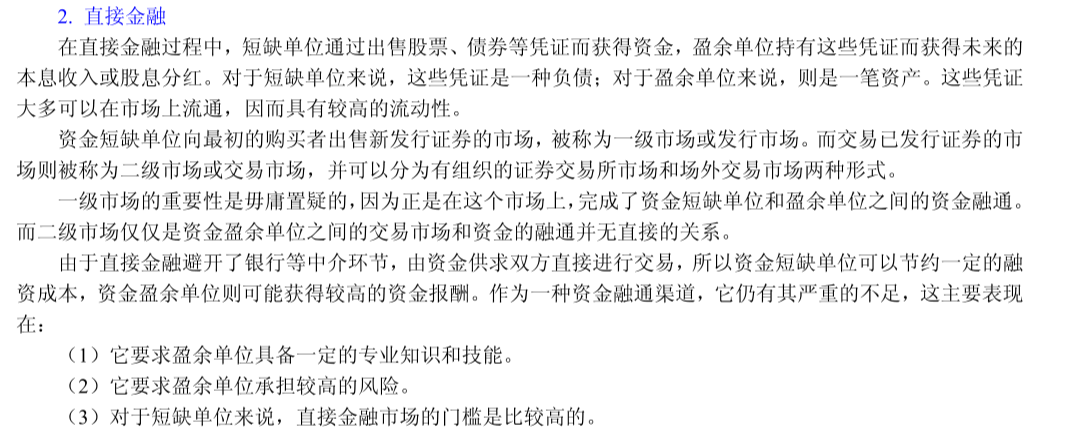 2. 直接金融
在直接金融过程中，短缺单位通过出售股票、债券等凭证而获得资金，盈余单位持有这些凭证而获得未来的
本息收入或股息分红。对于短缺单位来说，这些凭证是一种负债；对于盈余单位来说，则是一笔资产。这些凭证
大多可以在市场上流通，因而具有较高的流动性。
资金短缺单位向最初的购买者出售新发行证券的市场，被称为一级市场或发行市场。而交易已发行证券的市
场则被称为二级市场或交易市场，并可以分为有组织的证券交易所市场和场外交易市场两种形式。
一级市场的重要性是毋庸置疑的，因为正是在这个市场上，完成了资金短缺单位和盈余单位之间的资金融通。
而二级市场仅仅是资金盈余单位之间的交易市场和资金的融通并无直接的关系。
由于直接金融避开了银行等中介环节，由资金供求双方直接进行交易，所以资金短缺单位可以节约一定的融
资成本，资金盈余单位则可能获得较高的资金报酬。作为一种资金融通渠道，它仍有其严重的不足，这主要表现
在：
（1）它要求盈余单位具备一定的专业知识和技能。
（2）它要求盈余单位承担较高的风险。
（3）对于短缺单位来说，直接金融市场的门槛是比较高的。